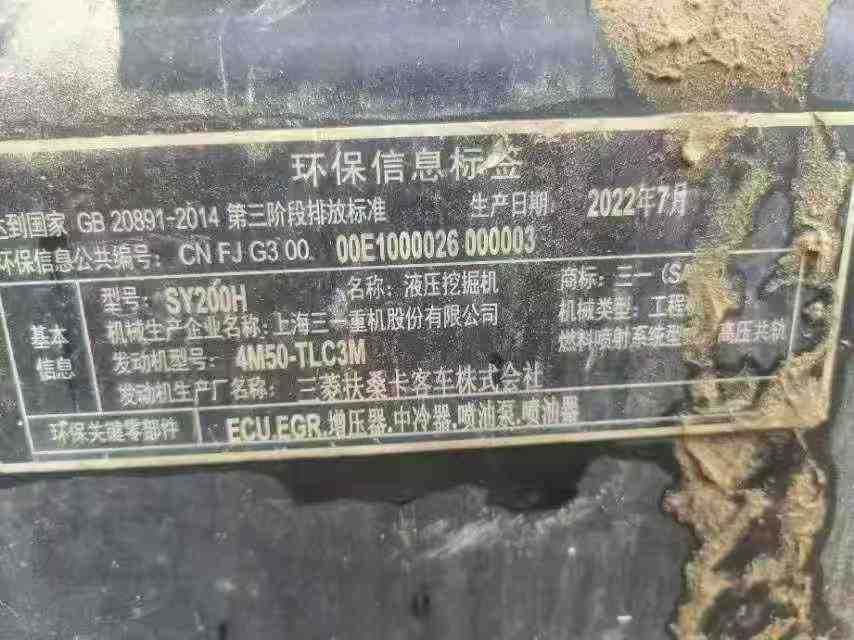 环保信息标签
达到国家 GB 20891-2014 第三阶段排放标准 生产日期: 2022年7月
环保信息公共编号: CN FJ G3 00 00E1000026 000003
基本信息
型号: SY200H 名称: 液压挖掘机 商标: 三一 (SA
机械生产企业名称: 上海三一重机股份有限公司 机械类型: 工程
发动机型号: 4M50-TLC3M 燃料喷射系统型 高压共轨
发动机生产厂名称: 三菱扶桑卡客车株式会社
环保关键零部件 ECU,EGR,增压器,中冷器,喷油泵,喷油器